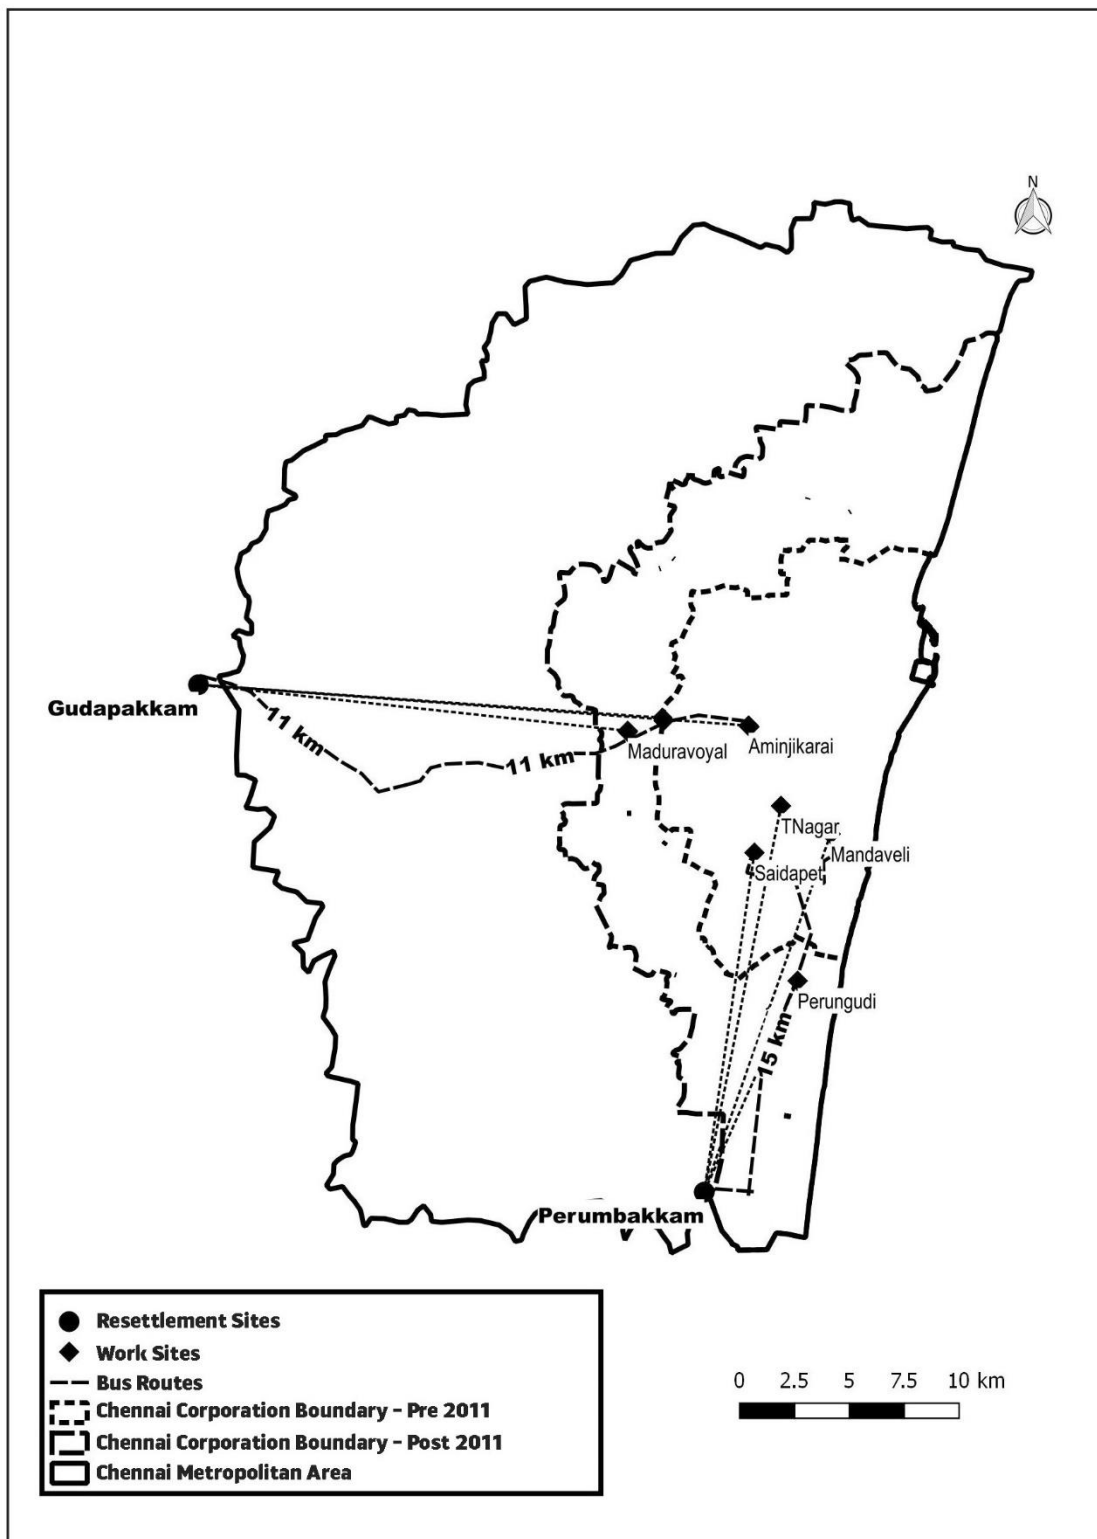 N
Gudapakkam
11 km
11 km
Maduravoyal
Aminjikarai
TNagar
Mandaveli
Saidapet
Perungudi
15 km
Perumbakkam
Resettlement Sites
Work Sites
Bus Routes
Chennai Corporation Boundary – Pre 2011
Chennai Corporation Boundary – Post 2011
Chennai Metropolitan Area
0 2.5 5 7.5 10 km